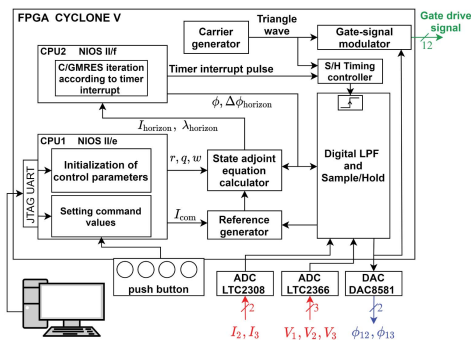 FPGA CYCLONE V
Gate drive
signal
12
Carrier
generator
Triangle
wave
Gate-signal
modulator
CPU2 NIOS II/f
C/GMRES iteration
according to timer
interrupt
Timer interrupt pulse
S/H Timing
controller
ϕ, Δϕhorizon
Ihorizon, λhorizon
CPU1 NIOS II/e
JTAG UART
Initialization of
control parameters
r, q, w
State adjoint
equation
calculator
Digital LPF
and
Sample/Hold
Setting command
values
Icom
Reference
generator
push button
ADC
LTC2308
ADC
LTC2366
DAC
DAC8581
2
3
2
I2, I3
V1, V2, V3
ϕ12, ϕ13